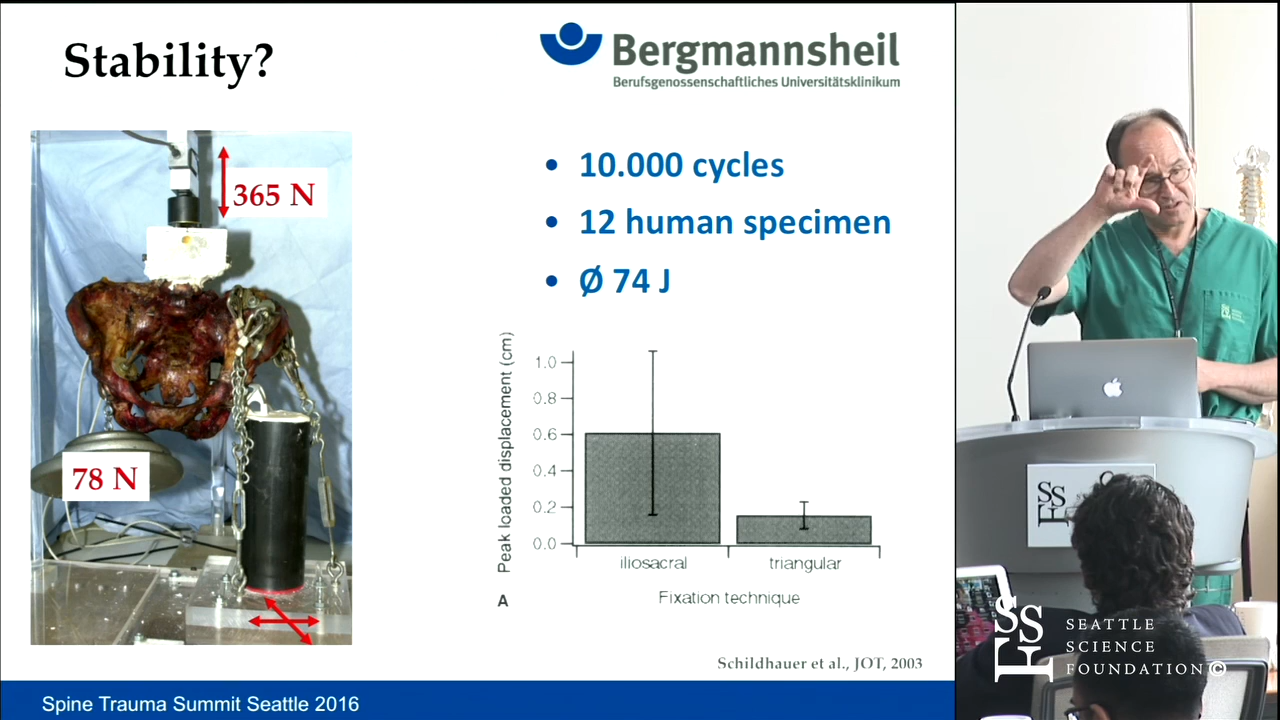 Stability?
Bergmannsheil
Berufsgenossenschaftliches Universitätsklinikum
365 N
78 N
• 10.000 cycles
• 12 human specimen
• Ø 74 J
Peak loaded displacement (cm)
1.0
0.8
0.6
0.4
0.2
0.0
iliosacral
triangular
Fixation technique
A
Schildhauer et al., JOT, 2003
Spine Trauma Summit Seattle 2016
SSF
SEATTLE
SCIENCE
FOUNDATION©